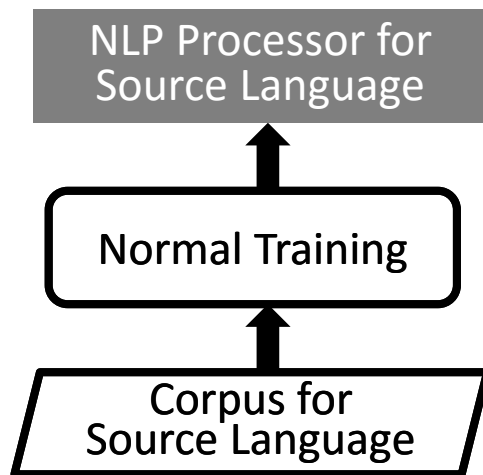 NLP Processor for
Source Language
Normal Training
Corpus for
Source Language